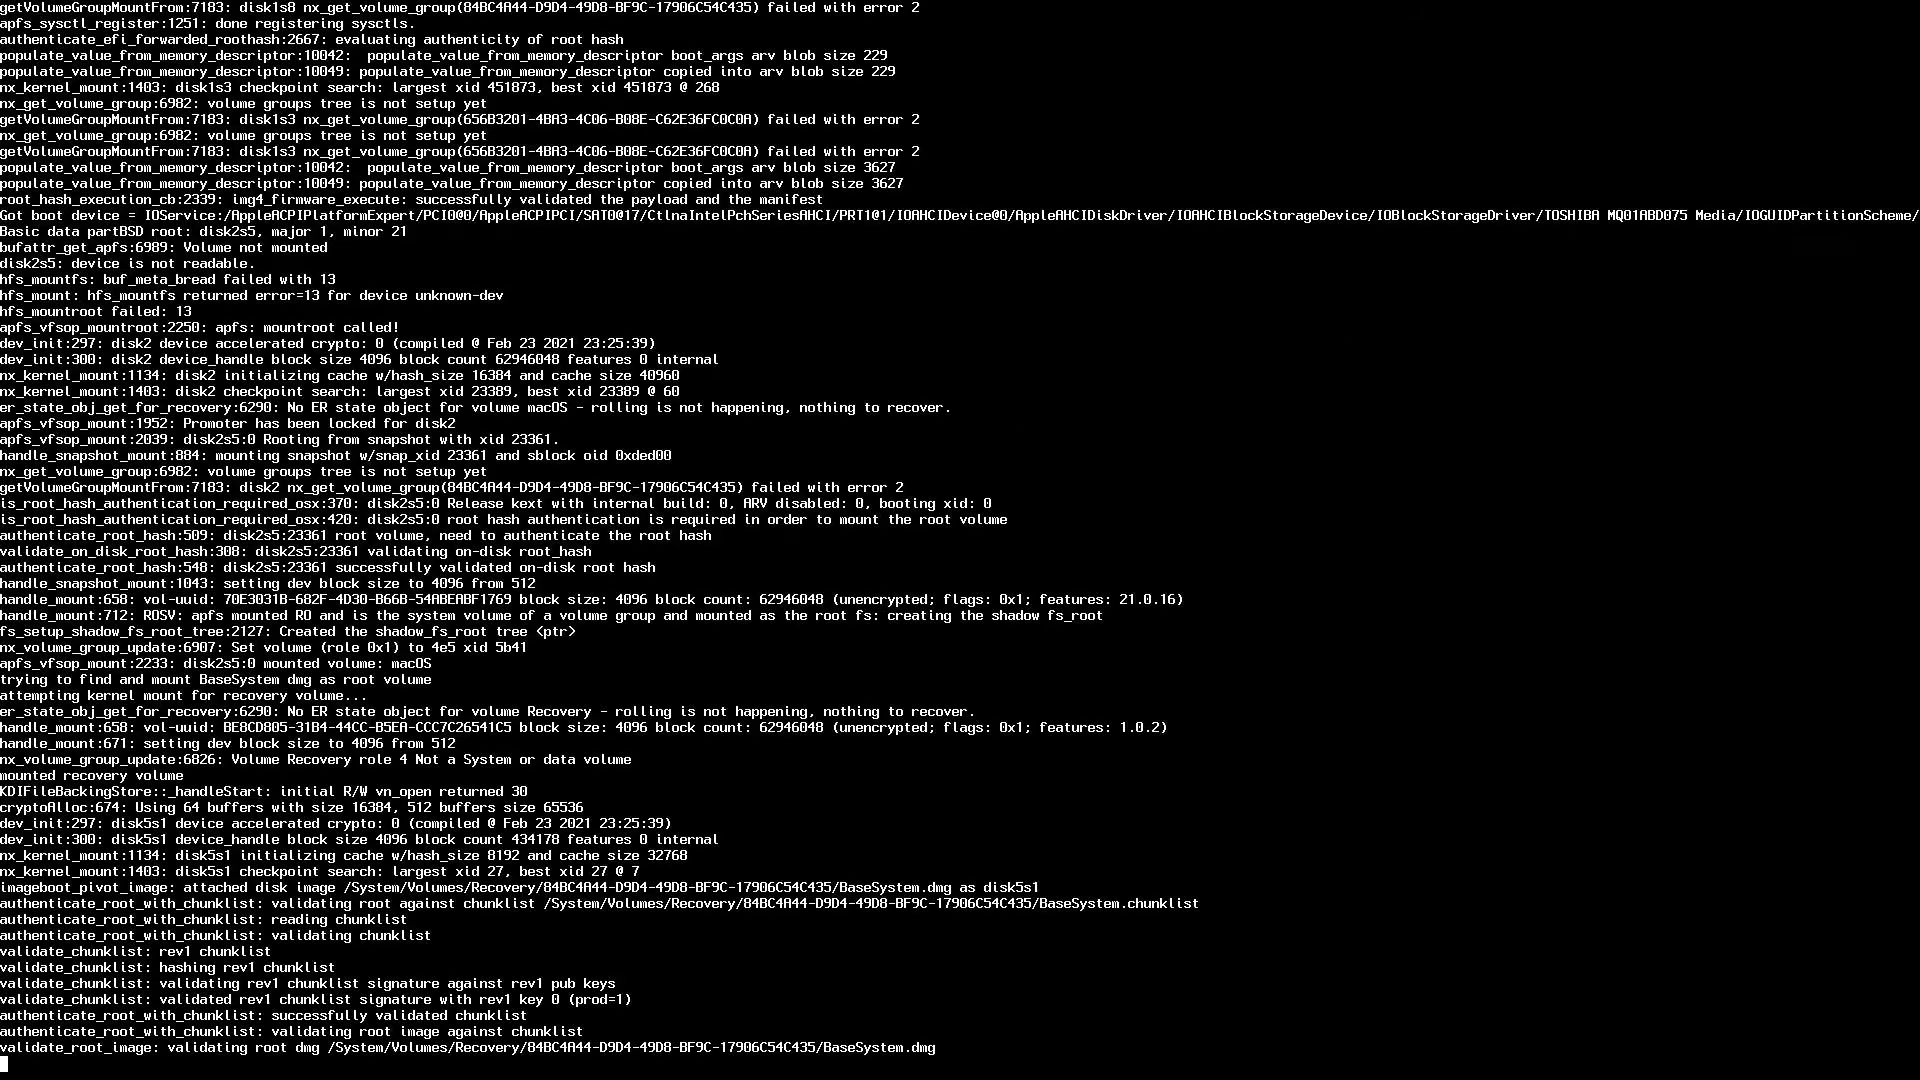 getVolumeGroupMountFrom:7183: disk1s8 nx_get_volume_group(84BC4A44-D9D4-49D8-BF9C-17906C54C435) failed with error 2
apfs_sysctl_register:1251: done registering sysctls.
authenticate_efi_forwarded_roothash:2667: evaluating authenticity of root hash
populate_value_from_memory_descriptor:10042:  populate_value_from_memory_descriptor boot_args arv blob size 229
populate_value_from_memory_descriptor:10049: populate_value_from_memory_descriptor copied into arv blob size 229
nx_kernel_mount:1403: disk1s3 checkpoint search: largest xid 451873, best xid 451873 @ 268
nx_get_volume_group:6982: volume groups tree is not setup yet
getVolumeGroupMountFrom:7183: disk1s3 nx_get_volume_group(656B3201-4BA3-4C06-B08E-C62E36FC0C0A) failed with error 2
nx_get_volume_group:6982: volume groups tree is not setup yet
getVolumeGroupMountFrom:7183: disk1s3 nx_get_volume_group(656B3201-4BA3-4C06-B08E-C62E36FC0C0A) failed with error 2
populate_value_from_memory_descriptor:10042:  populate_value_from_memory_descriptor boot_args arv blob size 3627
populate_value_from_memory_descriptor:10049: populate_value_from_memory_descriptor copied into arv blob size 3627
root_hash_execution_cb:2339: img4_firmware_execute: successfully validated the payload and the manifest
Got boot device = IOService:/AppleACPIPlatformExpert/PCI0@0/AppleACPIPCI/SAT0@17/CtlnaIntelPchSeriesAHCI/PRT1@1/IOAHCIDevice@0/AppleAHCIDiskDriver/IOAHCIBlockStorageDevice/IOBlockStorageDriver/TOSHIBA MQ01ABD075 Media/IOGUIDPartitionScheme/
Basic data partBSD root: disk2s5, major 1, minor 21
bufattr_get_apfs:6989: Volume not mounted
disk2s5: device is not readable.
hfs_mountfs: buf_meta_bread failed with 13
hfs_mount: hfs_mountfs returned error=13 for device unknown-dev
hfs_mountroot failed: 13
apfs_vfsop_mountroot:2250: apfs: mountroot called!
dev_init:297: disk2 device accelerated crypto: 0 (compiled @ Feb 23 2021 23:25:39)
dev_init:300: disk2 device_handle block size 4096 block count 62946048 features 0 internal
nx_kernel_mount:1134: disk2 initializing cache w/hash_size 16384 and cache size 40960
nx_kernel_mount:1403: disk2 checkpoint search: largest xid 23389, best xid 23389 @ 60
er_state_obj_get_for_recovery:6290: No ER state object for volume macOS - rolling is not happening, nothing to recover.
apfs_vfsop_mount:1952: Promoter has been locked for disk2
apfs_vfsop_mount:2039: disk2s5:0 Rooting from snapshot with xid 23361.
handle_snapshot_mount:884: mounting snapshot w/snap_xid 23361 and sblock oid 0xded00
nx_get_volume_group:6982: volume groups tree is not setup yet
getVolumeGroupMountFrom:7183: disk2 nx_get_volume_group(84BC4A44-D9D4-49D8-BF9C-17906C54C435) failed with error 2
is_root_hash_authentication_required_osx:370: disk2s5:0 Release kext with internal build: 0, ARV disabled: 0, booting xid: 0
is_root_hash_authentication_required_osx:420: disk2s5:0 root hash authentication is required in order to mount the root volume
authenticate_root_hash:509: disk2s5:23361 root volume, need to authenticate the root hash
validate_on_disk_root_hash:308: disk2s5:23361 validating on-disk root_hash
authenticate_root_hash:548: disk2s5:23361 successfully validated on-disk root hash
handle_snapshot_mount:1043: setting dev block size to 4096 from 512
handle_mount:658: vol-uuid: 70E3031B-682F-4D30-B66B-54ABEABF1769 block size: 4096 block count: 62946048 (unencrypted; flags: 0x1; features: 21.0.16)
handle_mount:712: ROSV: apfs mounted RO and is the system volume of a volume group and mounted as the root fs: creating the shadow fs_root
fs_setup_shadow_fs_root_tree:2127: Created the shadow_fs_root tree <ptr>
nx_volume_group_update:6907: Set volume (role 0x1) to 4e5 xid 5b41
apfs_vfsop_mount:2233: disk2s5:0 mounted volume: macOS
trying to find and mount BaseSystem dmg as root volume
attempting kernel mount for recovery volume...
er_state_obj_get_for_recovery:6290: No ER state object for volume Recovery - rolling is not happening, nothing to recover.
handle_mount:658: vol-uuid: BE8CD805-31B4-44CC-B5EA-CCC7C26541C5 block size: 4096 block count: 62946048 (unencrypted; flags: 0x1; features: 1.0.2)
handle_mount:671: setting dev block size to 4096 from 512
nx_volume_group_update:6826: Volume Recovery role 4 Not a System or data volume
mounted recovery volume
KDIFileBackingStore::_handleStart: initial R/W vn_open returned 30
cryptoAlloc:674: Using 64 buffers with size 16384, 512 buffers size 65536
dev_init:297: disk5s1 device accelerated crypto: 0 (compiled @ Feb 23 2021 23:25:39)
dev_init:300: disk5s1 device_handle block size 4096 block count 434178 features 0 internal
nx_kernel_mount:1134: disk5s1 initializing cache w/hash_size 8192 and cache size 32768
nx_kernel_mount:1403: disk5s1 checkpoint search: largest xid 27, best xid 27 @ 7
imageboot_pivot_image: attached disk image /System/Volumes/Recovery/84BC4A44-D9D4-49D8-BF9C-17906C54C435/BaseSystem.dmg as disk5s1
authenticate_root_with_chunklist: validating root against chunklist /System/Volumes/Recovery/84BC4A44-D9D4-49D8-BF9C-17906C54C435/BaseSystem.chunklist
authenticate_root_with_chunklist: reading chunklist
authenticate_root_with_chunklist: validating chunklist
validate_chunklist: rev1 chunklist
validate_chunklist: hashing rev1 chunklist
validate_chunklist: validating rev1 chunklist signature against rev1 pub keys
validate_chunklist: validated rev1 chunklist signature with rev1 key 0 (prod=1)
authenticate_root_with_chunklist: successfully validated chunklist
authenticate_root_with_chunklist: validating root image against chunklist
validate_root_image: validating root dmg /System/Volumes/Recovery/84BC4A44-D9D4-49D8-BF9C-17906C54C435/BaseSystem.dmg